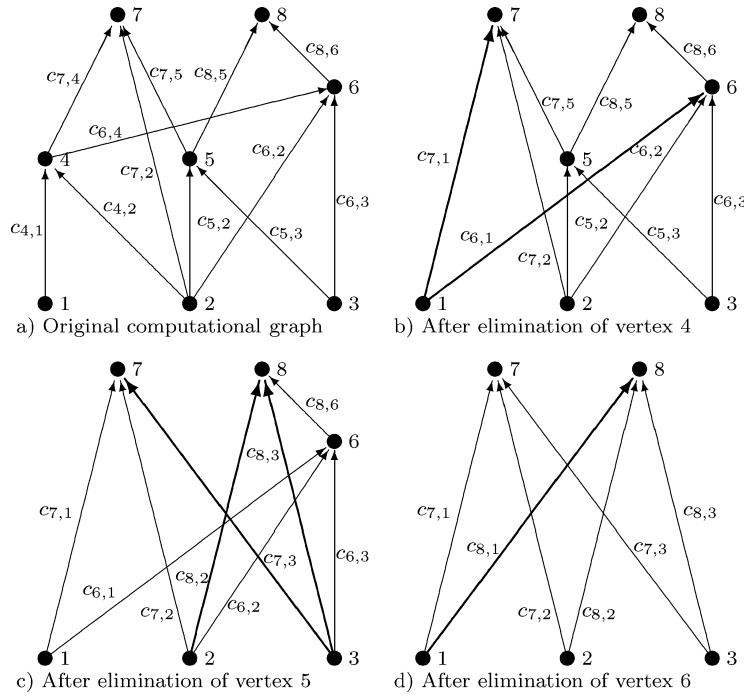 7 8 7 8
c8,6 c8,6
c7,4 c7,5 c8,5 c7,5 c8,5
6 6
c6,4 c6,2 c6,2
4 5 c7,1 5
c7,2
c4,2 c6,3 c6,3
c4,1 c5,2 c5,3 c6,1 c5,2 c5,3
c7,2
1 2 3 1 2 3
a) Original computational graph b) After elimination of vertex 4
7 8 7 8
c8,6
c8,3 6
c7,1 c7,1 c8,3
c7,3 c6,3 c8,1 c7,3
c6,1 c8,2
c7,2 c6,2 c7,2 c8,2
1 2 3 1 2 3
c) After elimination of vertex 5 d) After elimination of vertex 6